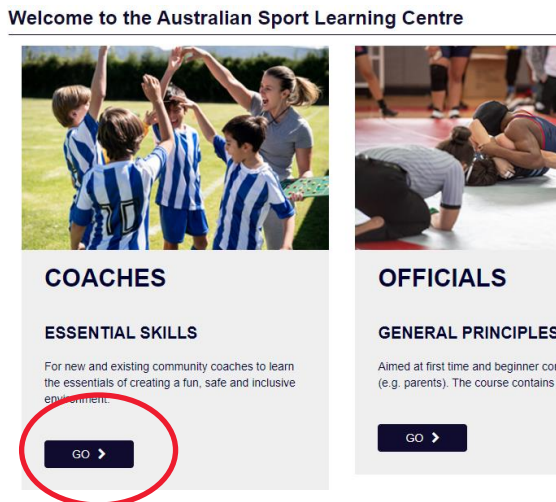 Welcome to the Australian Sport Learning Centre
10
COACHES
ESSENTIAL SKILLS
For new and existing community coaches to learn
the essentials of creating a fun, safe and inclusive
environment.
GO
OFFICIALS
GENERAL PRINCIPLES
Aimed at first time and beginner
(e.g. parents). The course contains
GO